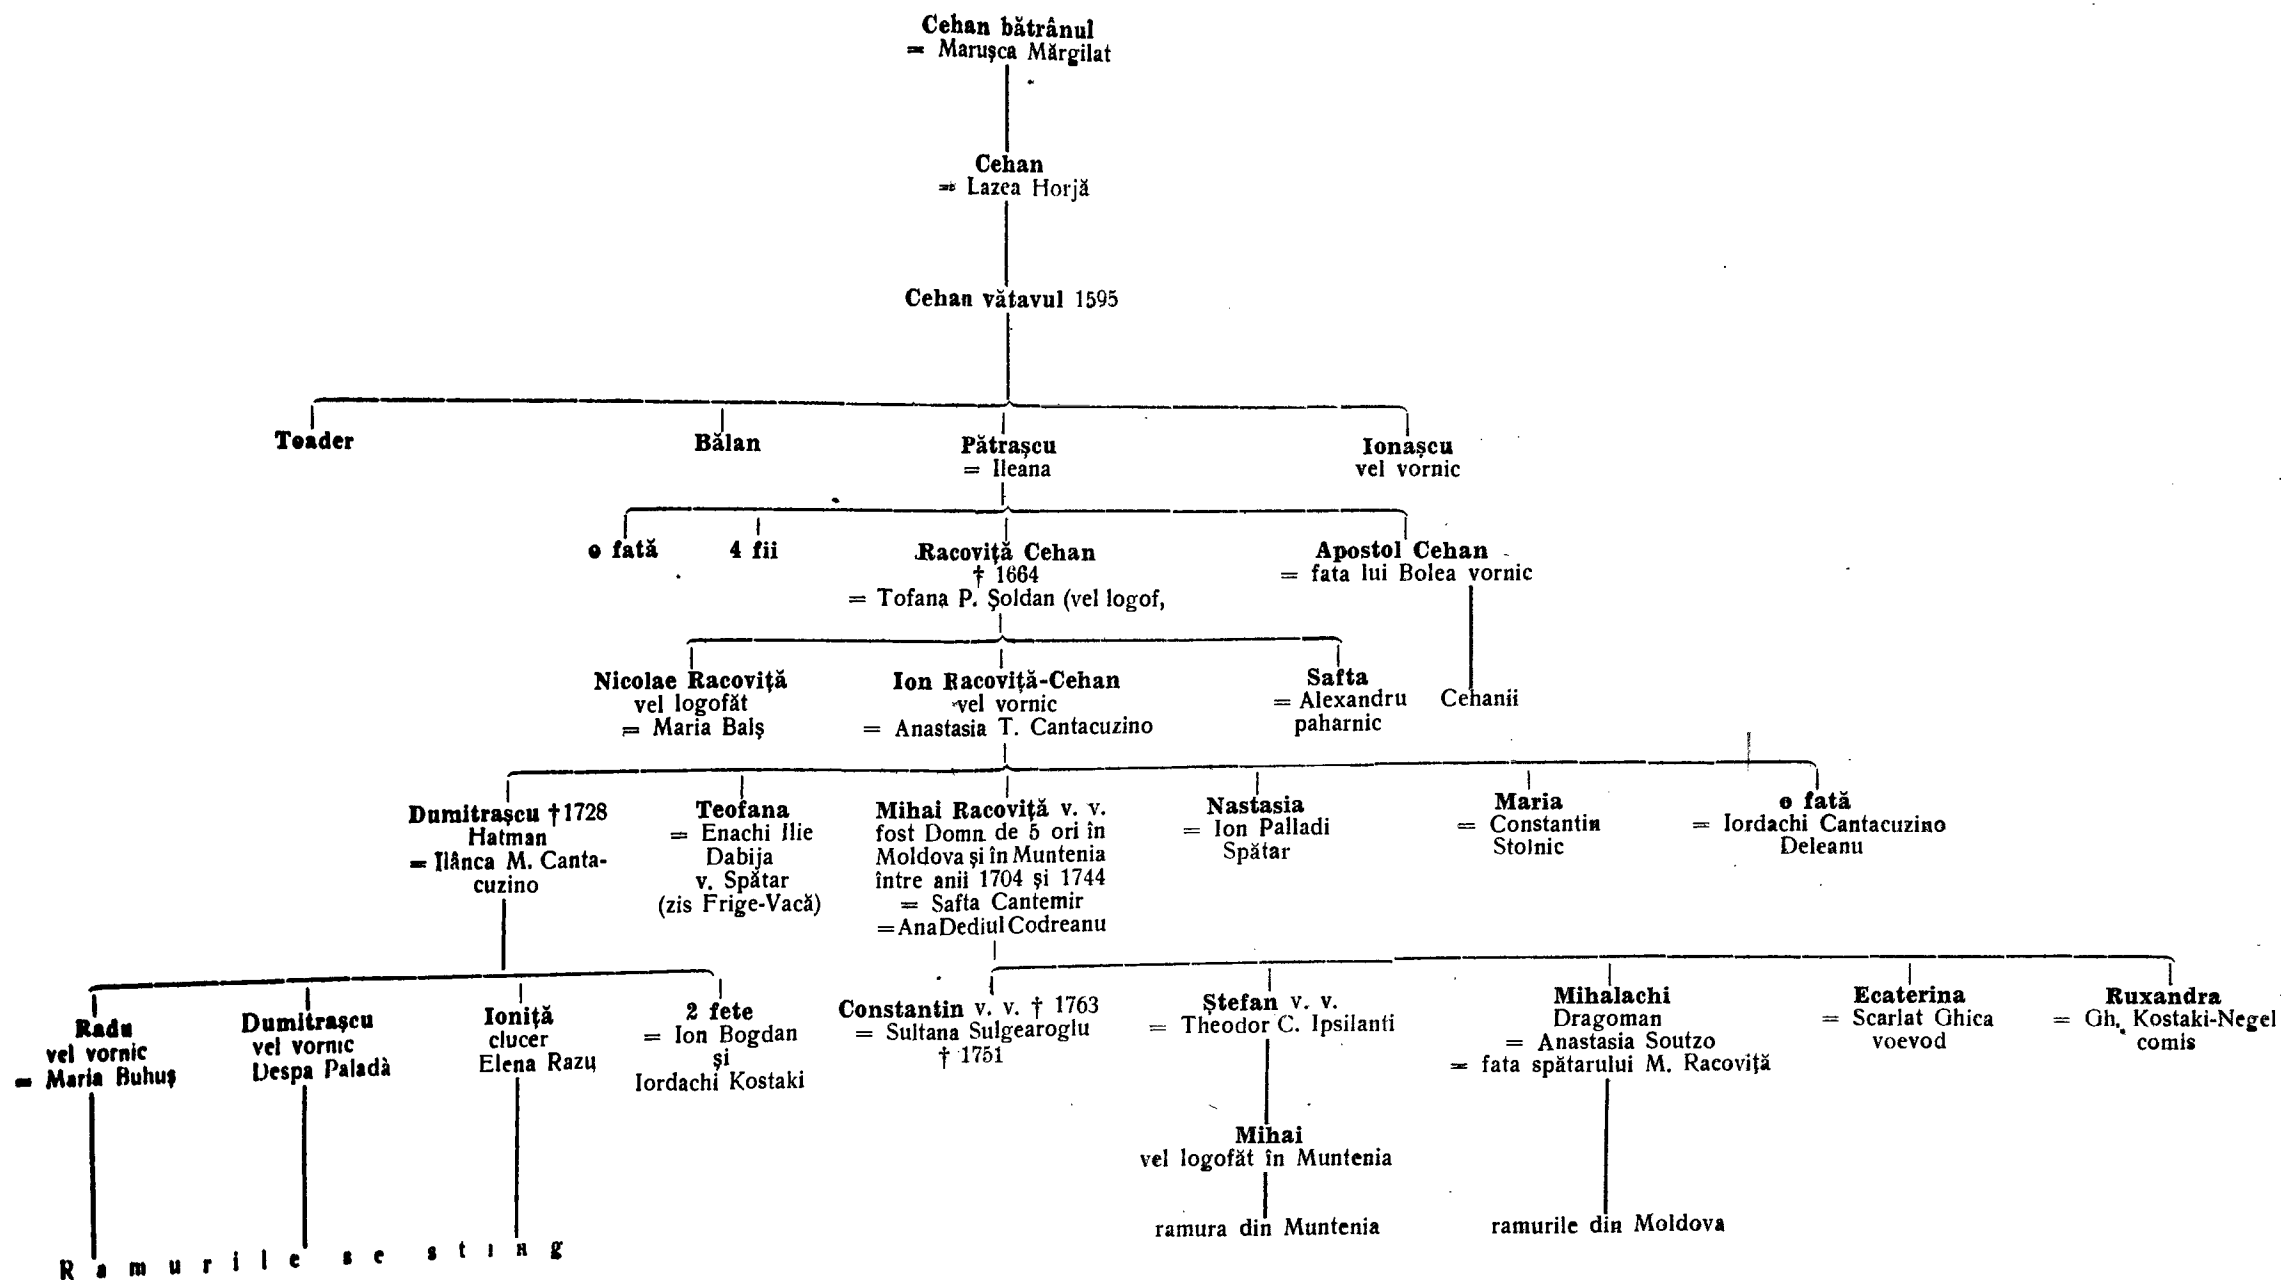 Cehan bătrânul
= Marușca Mărgilat
Cehan
= Lazea Horjă
Cehan vătavul 1595
Toader
Bălan
Pătrașcu
= Ileana
Ionașcu
vel vornic
o fată
4 fii
Racoviță Cehan
† 1664
= Tofana P. Șoldan (vel logof,
Apostol Cehan
= fata lui Bolea vornic
Nicolae Racoviță
vel logofăt
= Maria Balș
Ion Racoviță-Cehan
vel vornic
= Anastasia T. Cantacuzino
Safta
= Alexandru
paharnic
Cehanii
Dumitrașcu † 1728
Hatman
= Ilânca M. Canta-
cuzino
Teofana
= Enachi Ilie
Dabija
v. Spătar
(zis Frige-Vacă)
Mihai Racoviță v. v.
fost Domn de 5 ori în
Moldova și în Muntenia
între anii 1704 și 1744
= Safta Cantemir
= Ana Dediul Codreanu
Nastasia
= Ion Palladi
Spătar
Maria
= Constantin
Stolnic
o fată
= Iordachi Cantacuzino
Deleanu
Radu
vel vornic
= Maria Buhuș
Dumitrașcu
vel vornic
Despa Paladà
Ioniță
clucer
Elena Razu
2 fete
= Ion Bogdan
și
Iordachi Kostaki
Constantin v. v. † 1763
= Sultana Sulgearoglu
† 1751
Ștefan v. v.
= Theodor C. Ipsilanti
Mihalachi
Dragoman
= Anastasia Soutzo
= fata spătarului M. Racoviță
Ecaterina
= Scarlat Ghica
voevod
Ruxandra
= Gh. Kostaki-Negel
comis
Mihai
vel logofăt în Muntenia
ramura din Muntenia
ramurile din Moldova
Ramurile se sting